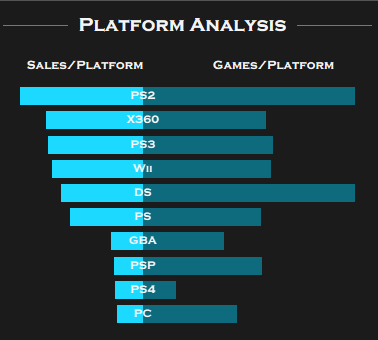 Platform Analysis
Sales/Platform Games/Platform
PS2
X360
PS3
Wii
DS
PS
GBA
PSP
PS4
PC